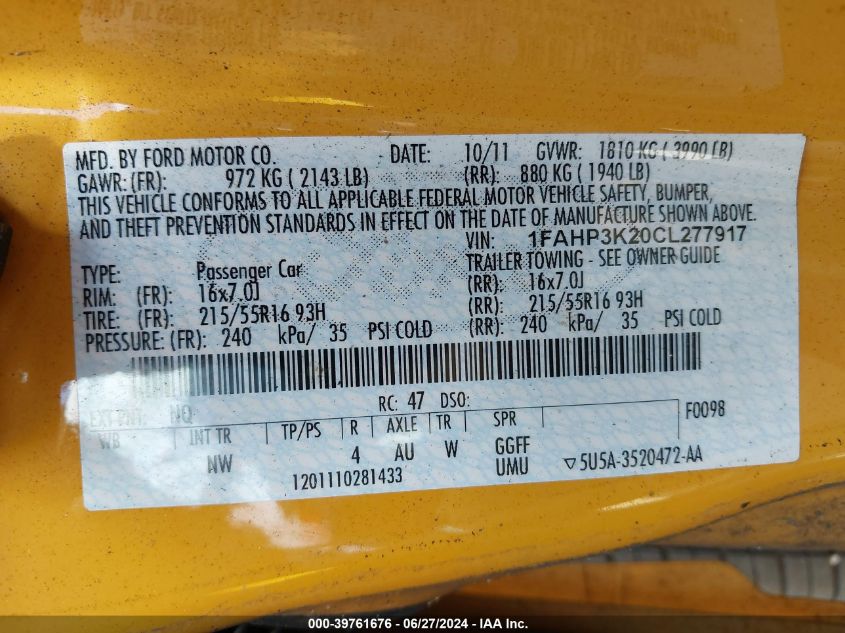 MFD. BY FORD MOTOR CO. DATE: 10/11 GVWR: 1810 KG ( 3990 LB)
GAWR: (FR): 972 KG ( 2143 LB) (RR): 880 KG ( 1940 LB)
THIS VEHICLE CONFORMS TO ALL APPLICABLE FEDERAL MOTOR VEHICLE SAFETY, BUMPER,
AND THEFT PREVENTION STANDARDS IN EFFECT ON THE DATE OF MANUFACTURE SHOWN ABOVE.
VIN: 1FAHP3K20CL277917
TYPE: Passenger Car TRAILER TOWING - SEE OWNER GUIDE
RIM: (FR): 16x7.0J (RR): 16x7.0J
TIRE: (FR): 215/55R16 93H (RR): 215/55R16 93H
PRESSURE: (FR): 240 kPa/ 35 PSI COLD (RR): 240 kPa/ 35 PSI COLD
RC: 47 DSO:
EXT PNT: NQ F0098
WB INT TR TP/PS R AXLE TR SPR
NW 4 AU W GGFF
UMU ▽5U5A-3520472-AA
1201110281433
000-39761676 - 06/27/2024 - IAA Inc.